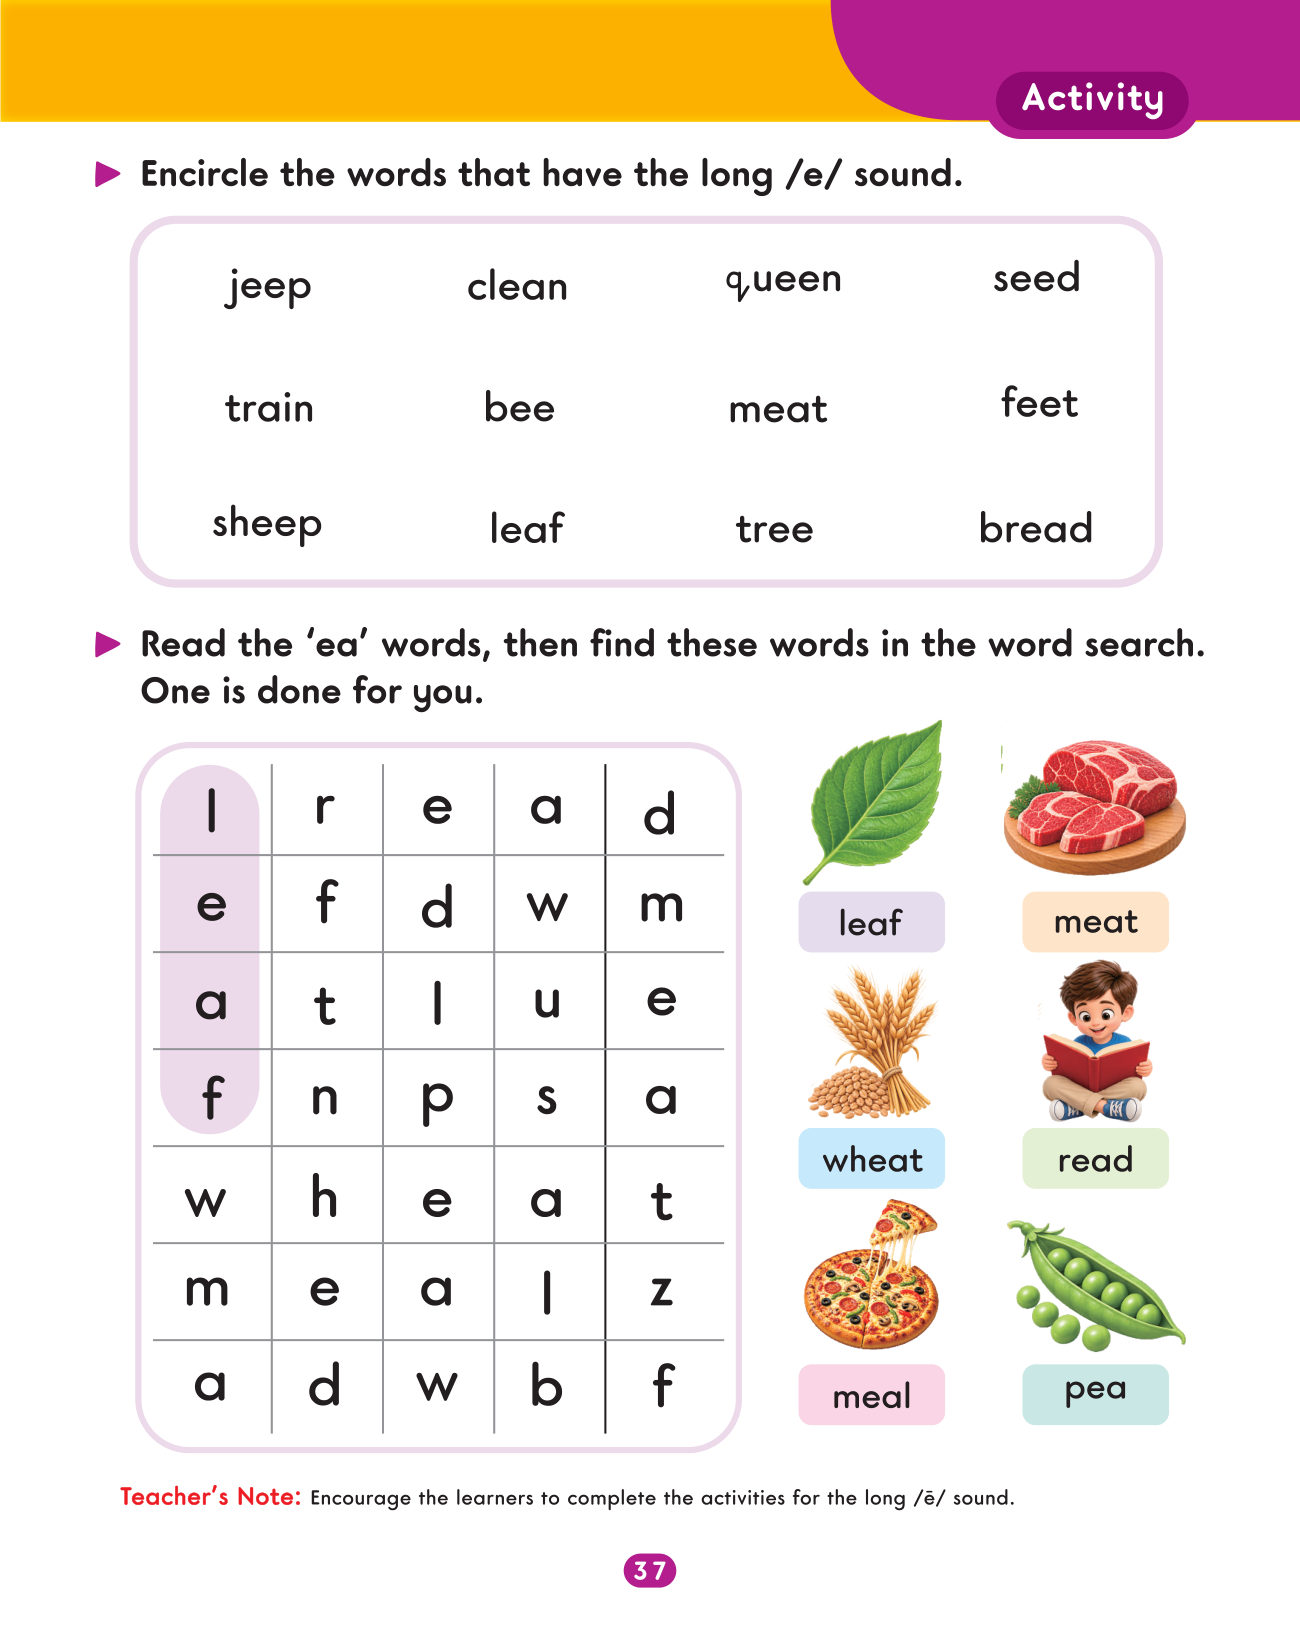 Activity
Encircle the words that have the long /e/ sound.
jeep clean queen seed
train bee meat feet
sheep leaf tree bread
Read the ‘ea’ words, then find these words in the word search.
One is done for you.
l r e a d
e f d w m
a t l u e
f n p s a
w h e a t
m e a l z
a d w b f
leaf meat
wheat read
meal pea
Teacher’s Note: Encourage the learners to complete the activities for the long /ē/ sound.
37